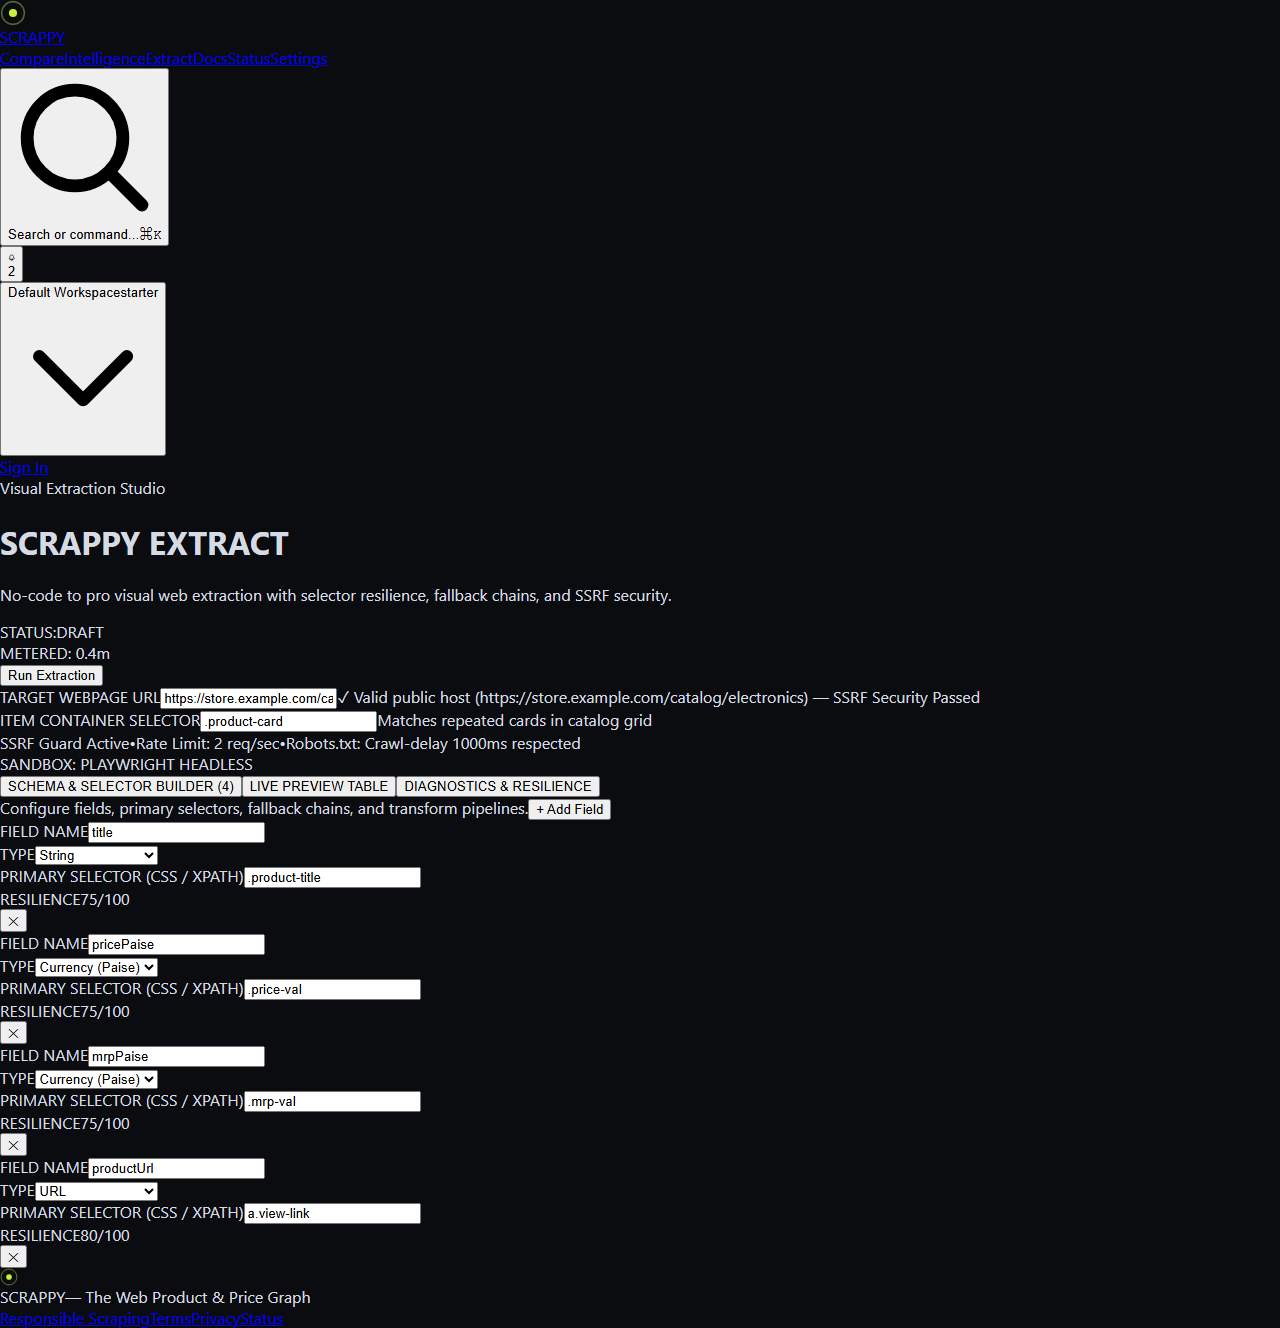 SCRAPPY
CompareIntelligenceExtractDocsStatusSettings
Search or command...⌘K
2
Default Workspacestarter
Sign In
Visual Extraction Studio
SCRAPPY EXTRACT
No-code to pro visual web extraction with selector resilience, fallback chains, and SSRF security.
STATUS:DRAFT
METERED: 0.4m
Run Extraction
TARGET WEBPAGE URL https://store.example.com/ca ✓ Valid public host (https://store.example.com/catalog/electronics) — SSRF Security Passed
ITEM CONTAINER SELECTOR .product-card Matches repeated cards in catalog grid
SSRF Guard Active•Rate Limit: 2 req/sec•Robots.txt: Crawl-delay 1000ms respected
SANDBOX: PLAYWRIGHT HEADLESS
SCHEMA & SELECTOR BUILDER (4) LIVE PREVIEW TABLE DIAGNOSTICS & RESILIENCE
Configure fields, primary selectors, fallback chains, and transform pipelines. + Add Field
FIELD NAME title
TYPE String
PRIMARY SELECTOR (CSS / XPATH) .product-title
RESILIENCE75/100
×
FIELD NAME pricePaise
TYPE Currency (Paise)
PRIMARY SELECTOR (CSS / XPATH) .price-val
RESILIENCE75/100
×
FIELD NAME mrpPaise
TYPE Currency (Paise)
PRIMARY SELECTOR (CSS / XPATH) .mrp-val
RESILIENCE75/100
×
FIELD NAME productUrl
TYPE URL
PRIMARY SELECTOR (CSS / XPATH) a.view-link
RESILIENCE80/100
×
SCRAPPY— The Web Product & Price Graph
Responsible ScrapingTermsPrivacyStatus